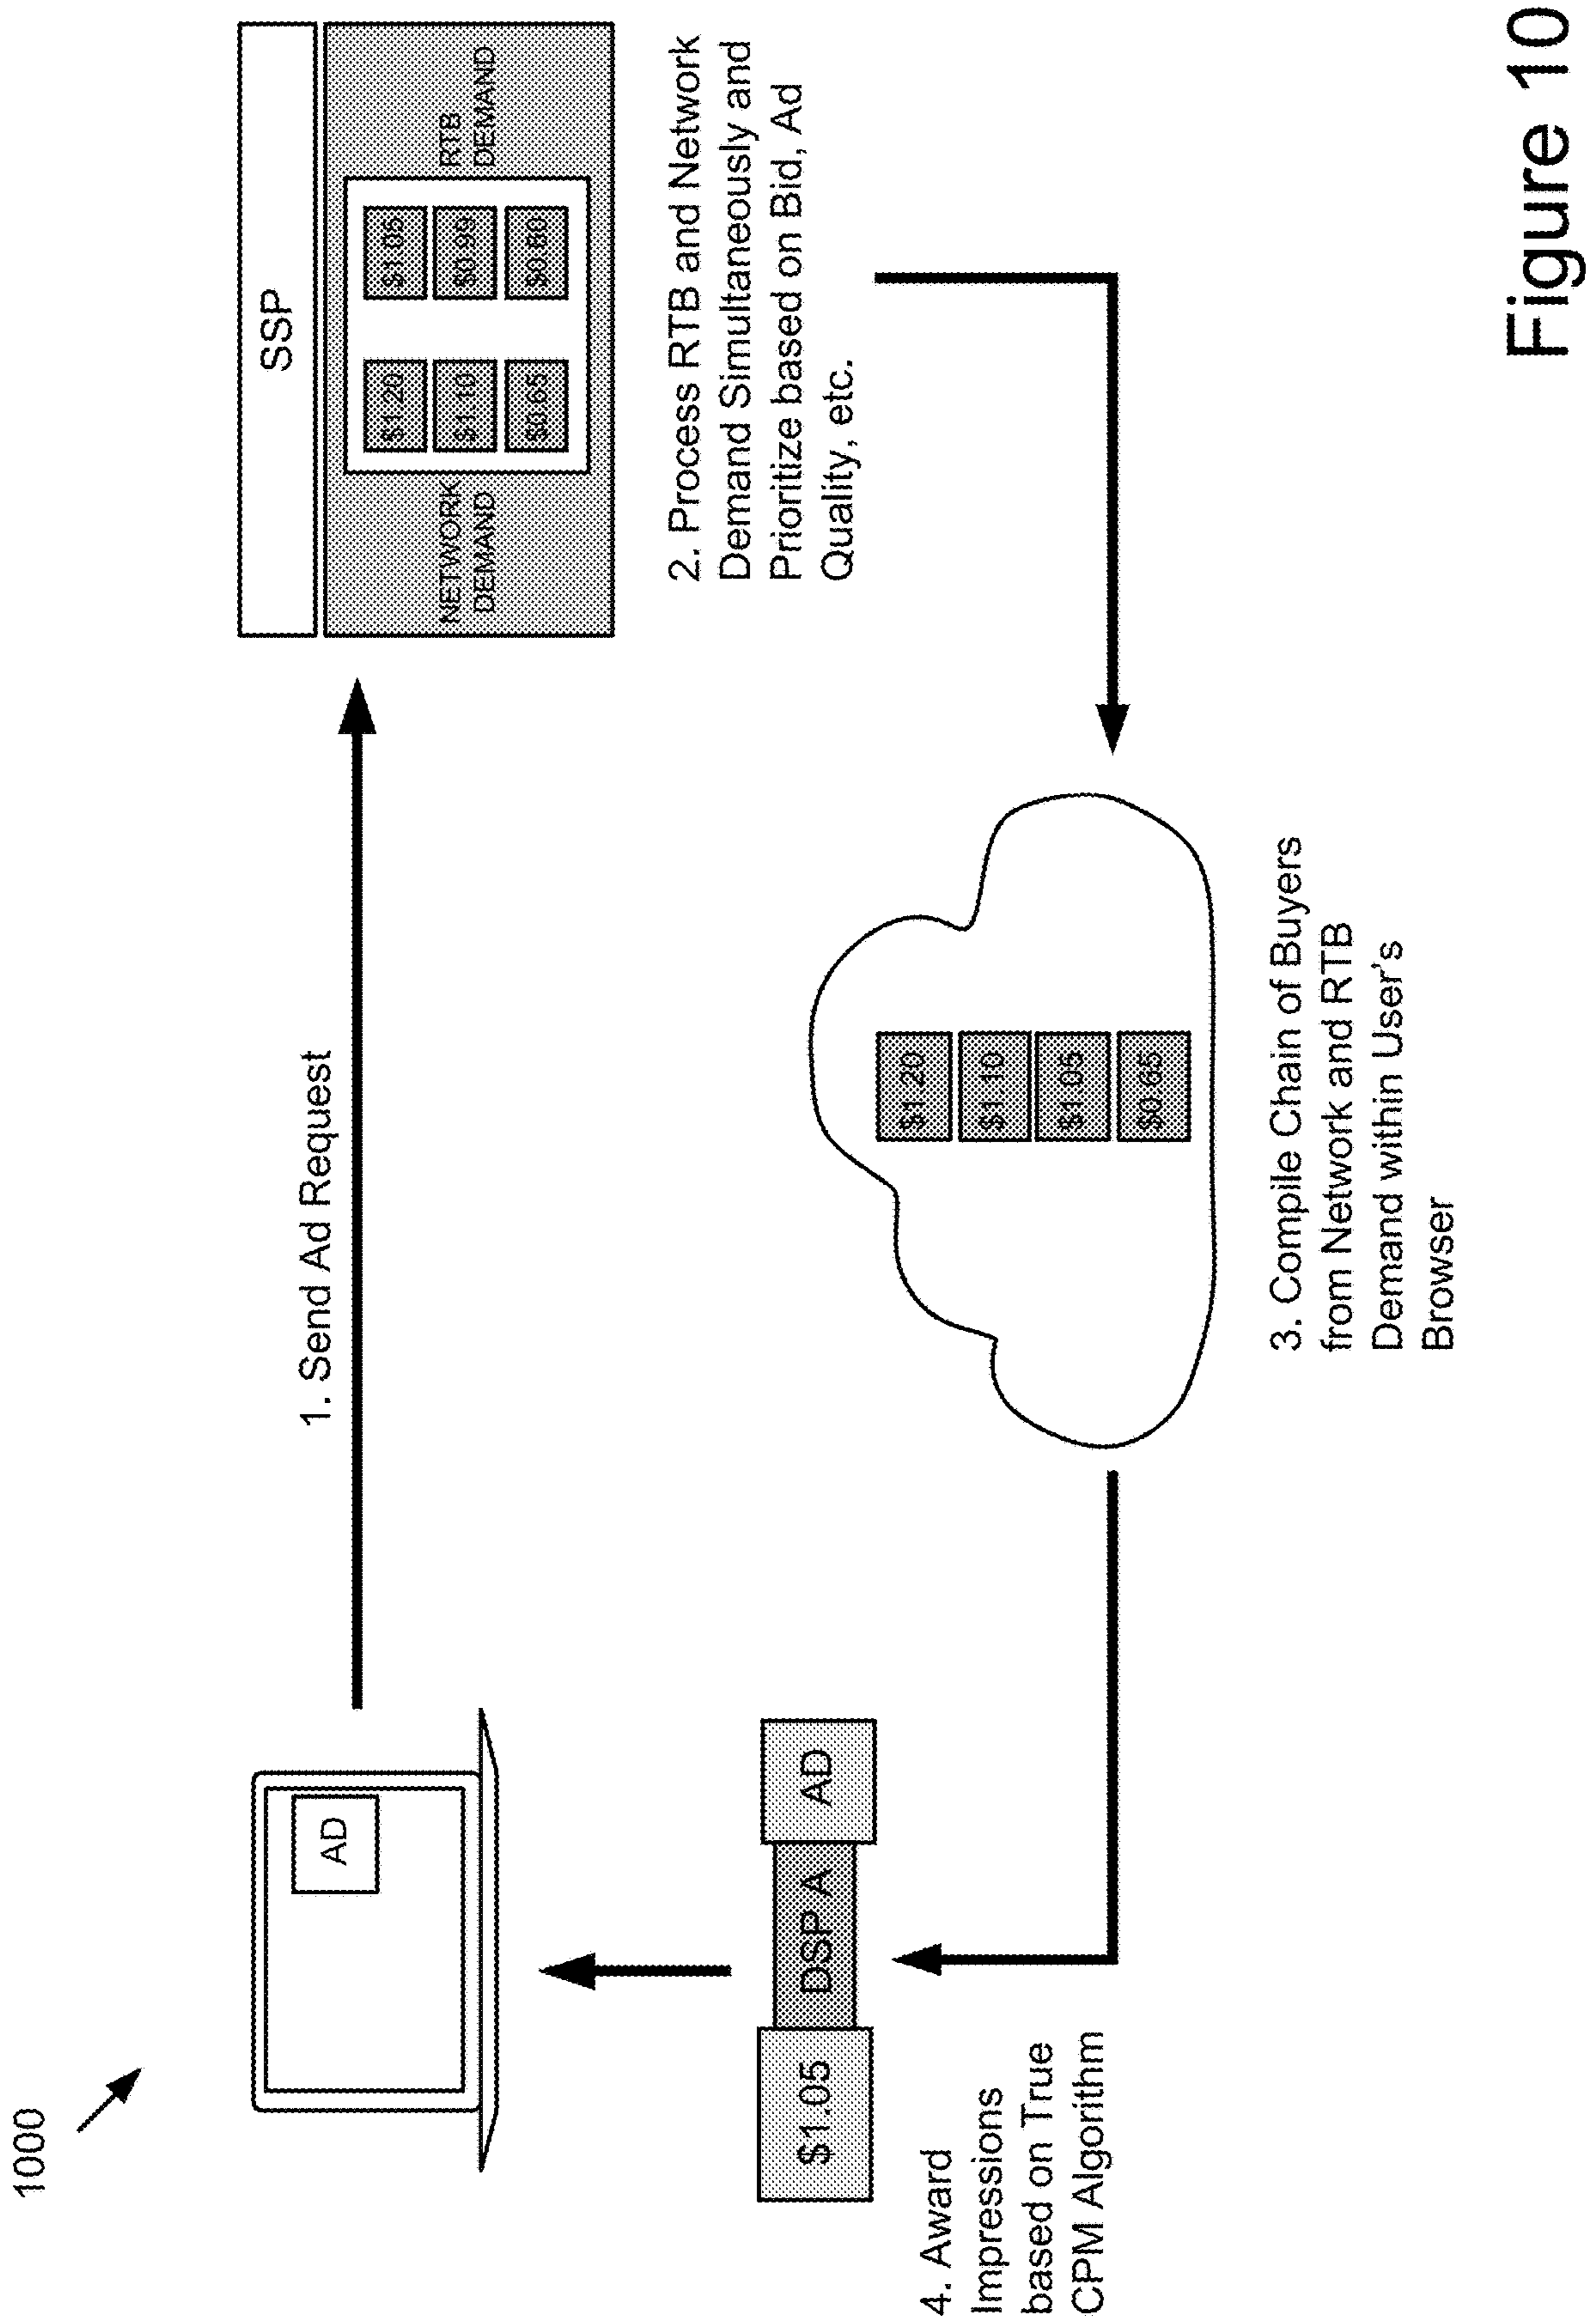 1000
AD
1. Send Ad Request
SSP
NETWORK
DEMAND
$1.20
$1.10
$0.65
$1.05
$0.99
$0.80
RTB
DEMAND
2. Process RTB and Network
Demand Simultaneously and
Prioritize based on Bid, Ad
Quality, etc.
$1.20
$1.10
$1.05
$0.65
3. Compile Chain of Buyers
from Network and RTB
Demand within User's
Browser
$1.05
DSP A
AD
4. Award
Impressions
based on True
CPM Algorithm
Figure 10